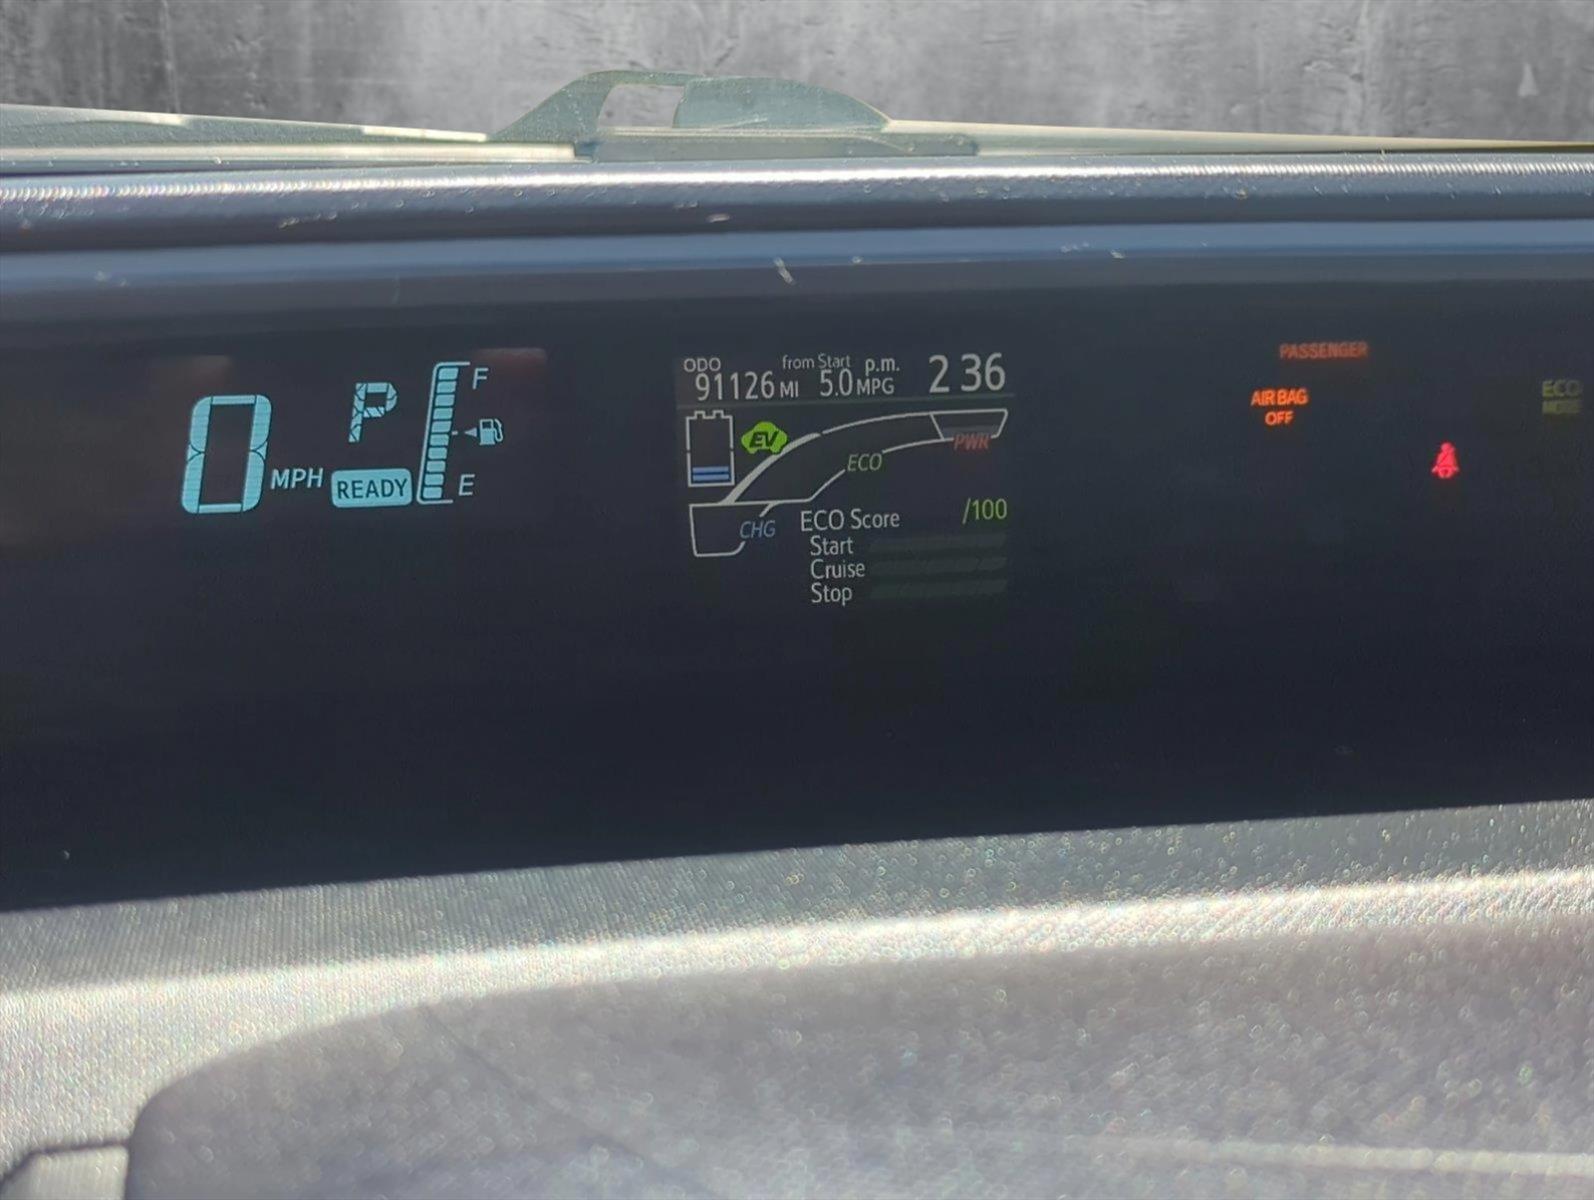 0 MPH
P
READY
F
E
ODO
91126 MI
from Start
5.0 MPG
p.m.
2 36
EV
ECO
PWR
CHG
ECO Score /100
Start
Cruise
Stop
PASSENGER
AIR BAG
OFF
ECO
MODE